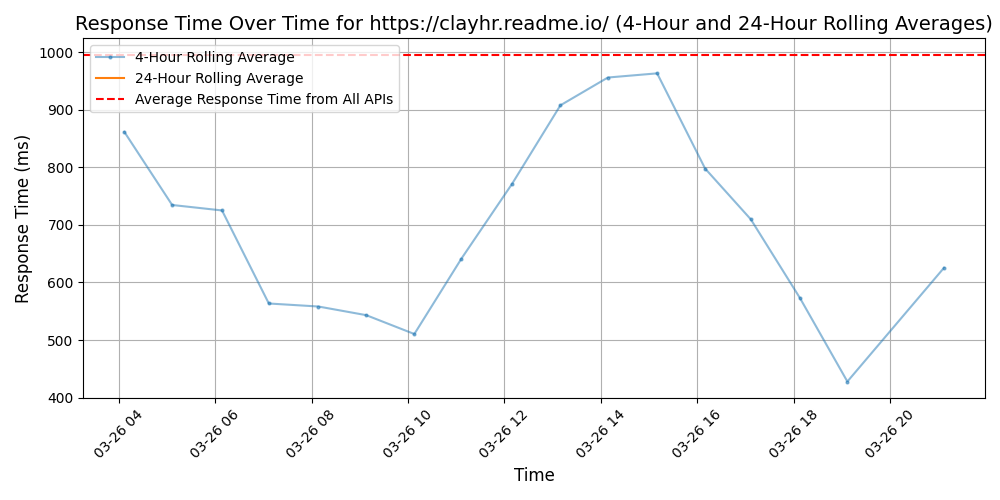 Response Time Over Time for https://clayhr.readme.io/ (4-Hour and 24-Hour Rolling Averages)
4-Hour Rolling Average
24-Hour Rolling Average
Average Response Time from All APIs
Response Time (ms)
1000
900
800
700
600
500
400
03-26 04
03-26 06
03-26 08
03-26 10
03-26 12
03-26 14
03-26 16
03-26 18
03-26 20
Time